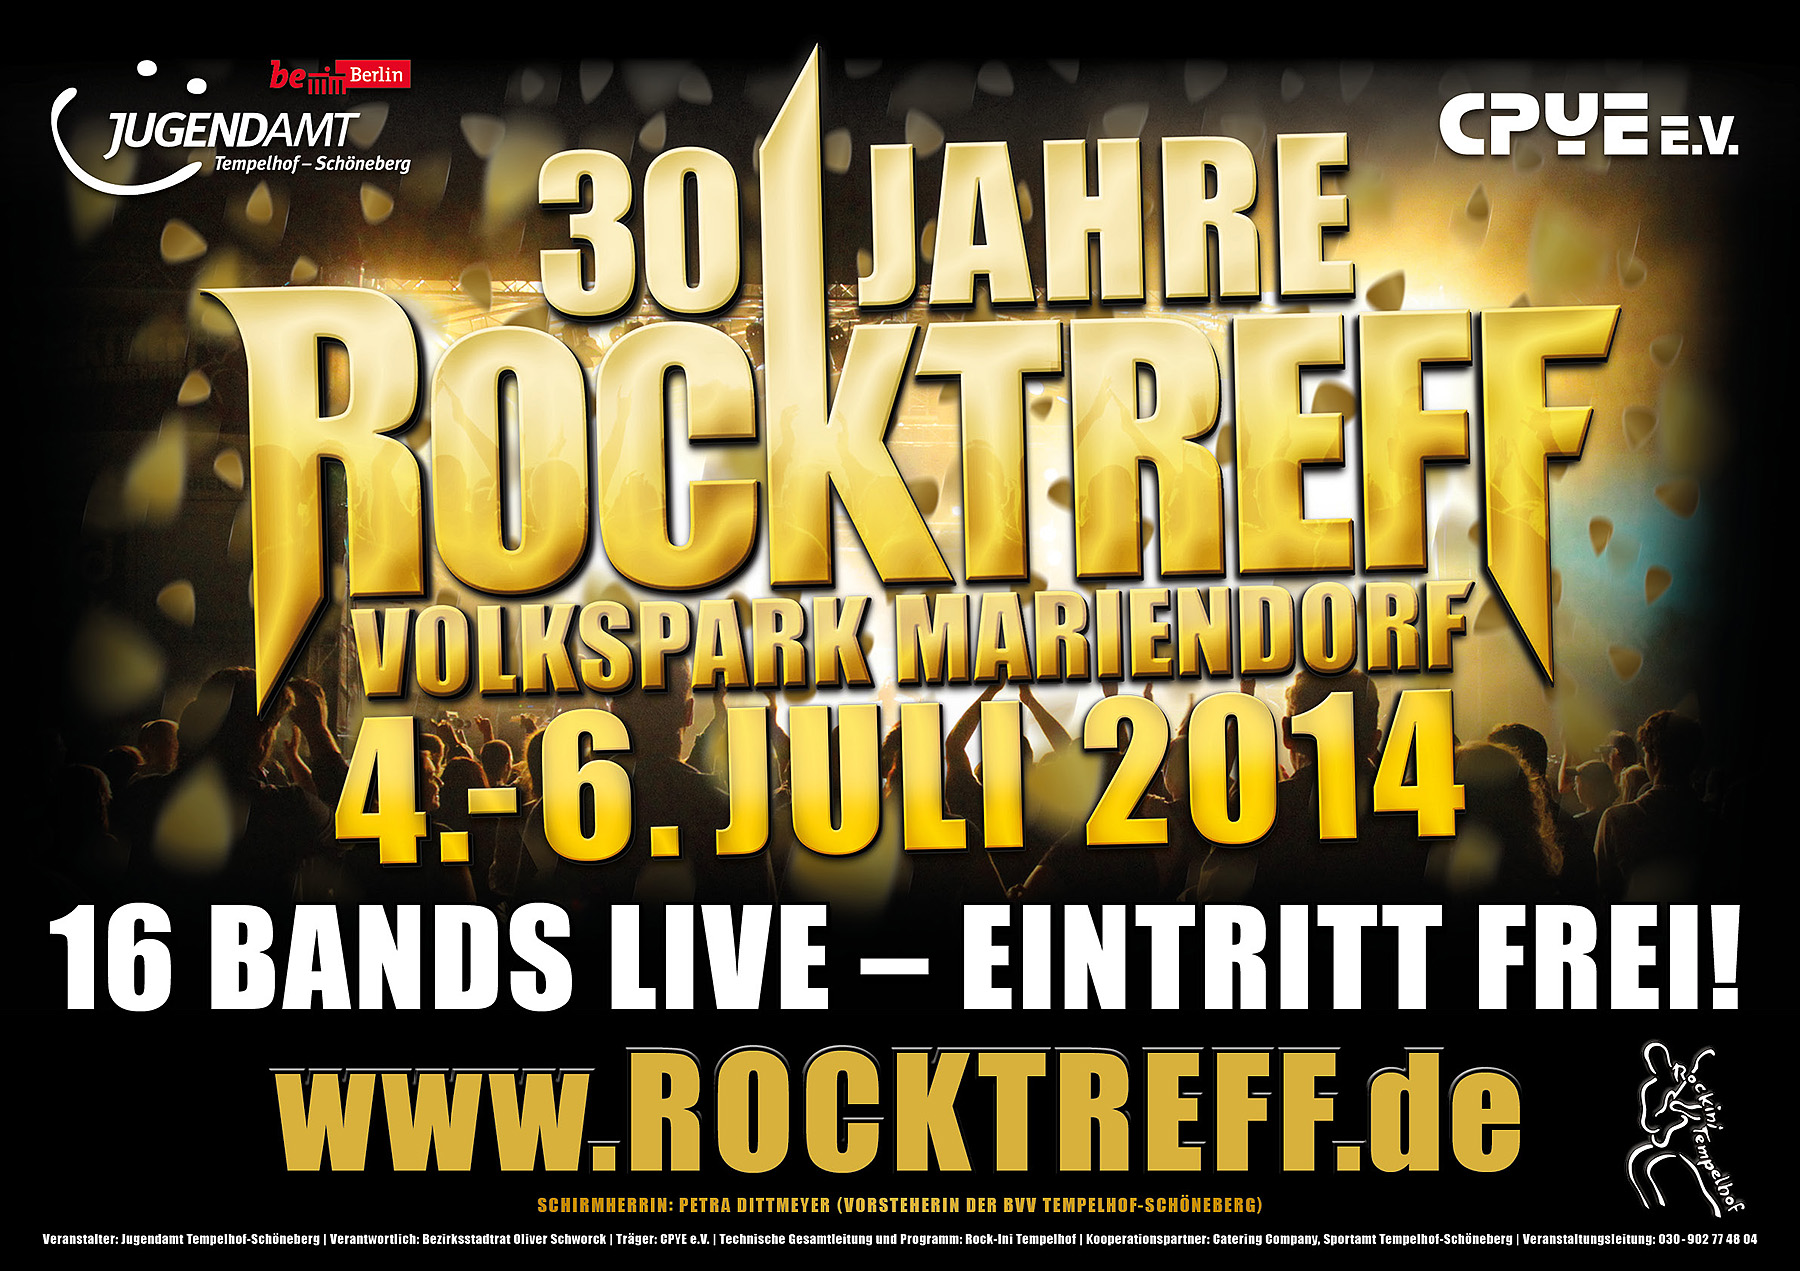 be Berlin
JUGENDAMT
Tempelhof – Schöneberg
CPYE E.V.
30 JAHRE
ROCKTREFF
VOLKSPARK MARIENDORF
4.-6. JULI 2014
16 BANDS LIVE – EINTRITT FREI!
www.ROCKTREFF.de
Rockini Tempelhof
SCHIRMHERRIN: PETRA DITTMEYER (VORSTEHERIN DER BVV TEMPELHOF-SCHÖNEBERG)
Veranstalter: Jugendamt Tempelhof-Schöneberg | Verantwortlich: Bezirksstadtrat Oliver Schworck | Träger: CPYE e.V. | Technische Gesamtleitung und Programm: Rock-Ini Tempelhof | Kooperationspartner: Catering Company, Sportamt Tempelhof-Schöneberg | Veranstaltungsleitung: 030 - 902 77 48 04